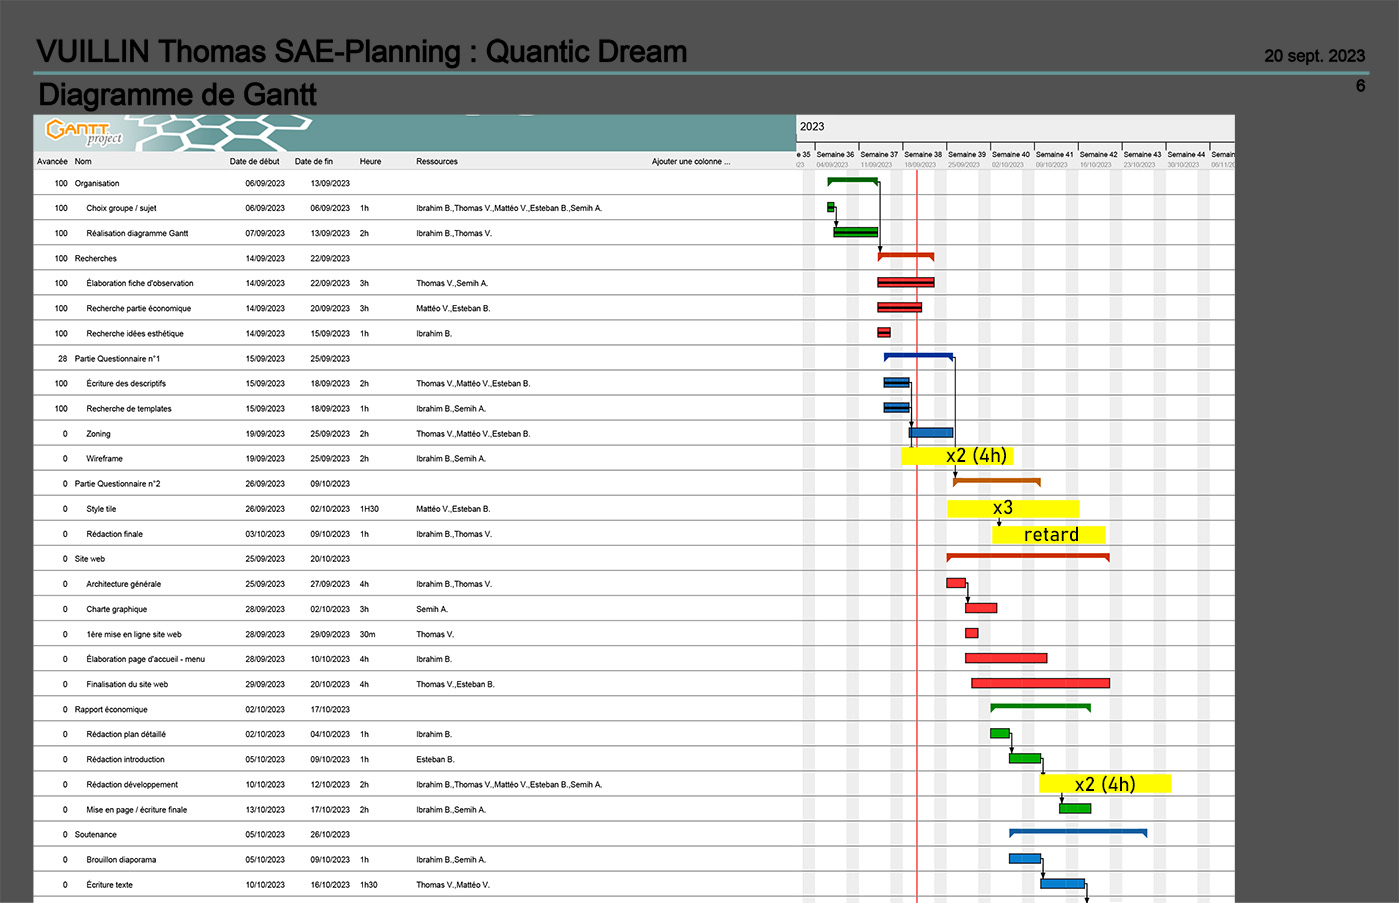 VUILLIN Thomas SAE-Planning : Quantic Dream
20 sept. 2023
Diagramme de Gantt
6
GANTT project
2023
Avancée Nom Date de début Date de fin Heure Ressources Ajouter une colonne ...
e 35 Semaine 36 Semaine 37 Semaine 38 Semaine 39 Semaine 40 Semaine 41 Semaine 42 Semaine 43 Semaine 44 Semain
/23 04/09/2023 11/09/2023 18/09/2023 25/09/2023 02/10/2023 09/10/2023 16/10/2023 23/10/2023 30/10/2023 06/11/20
100 Organisation 06/09/2023 13/09/2023
100 Choix groupe / sujet 06/09/2023 06/09/2023 1h Ibrahim B.,Thomas V.,Mattéo V.,Esteban B.,Semih A.
100 Réalisation diagramme Gantt 07/09/2023 13/09/2023 2h Ibrahim B.,Thomas V.
100 Recherches 14/09/2023 22/09/2023
100 Élaboration fiche d'observation 14/09/2023 22/09/2023 3h Thomas V.,Semih A.
100 Recherche partie économique 14/09/2023 20/09/2023 3h Mattéo V.,Esteban B.
100 Recherche idées esthétique 14/09/2023 15/09/2023 1h Ibrahim B.
28 Partie Questionnaire n°1 15/09/2023 25/09/2023
100 Écriture des descriptifs 15/09/2023 18/09/2023 2h Thomas V.,Mattéo V.,Esteban B.
100 Recherche de templates 15/09/2023 18/09/2023 1h Ibrahim B.,Semih A.
0 Zoning 19/09/2023 25/09/2023 2h Thomas V.,Mattéo V.,Esteban B.
0 Wireframe 19/09/2023 25/09/2023 2h Ibrahim B.,Semih A. x2 (4h)
0 Partie Questionnaire n°2 26/09/2023 09/10/2023
0 Style tile 26/09/2023 02/10/2023 1H30 Mattéo V.,Esteban B. x3
0 Rédaction finale 03/10/2023 09/10/2023 1h Ibrahim B.,Thomas V. retard
0 Site web 25/09/2023 20/10/2023
0 Architecture générale 25/09/2023 27/09/2023 4h Ibrahim B.,Thomas V.
0 Charte graphique 28/09/2023 02/10/2023 3h Semih A.
0 1ère mise en ligne site web 28/09/2023 29/09/2023 30m Thomas V.
0 Élaboration page d'accueil - menu 28/09/2023 10/10/2023 4h Ibrahim B.
0 Finalisation du site web 29/09/2023 20/10/2023 4h Thomas V.,Esteban B.
0 Rapport économique 02/10/2023 17/10/2023
0 Rédaction plan détaillé 02/10/2023 04/10/2023 1h Ibrahim B.
0 Rédaction introduction 05/10/2023 09/10/2023 1h Esteban B.
0 Rédaction développement 10/10/2023 12/10/2023 2h Ibrahim B.,Thomas V.,Mattéo V.,Esteban B.,Semih A. x2 (4h)
0 Mise en page / écriture finale 13/10/2023 17/10/2023 2h Ibrahim B.,Semih A.
0 Soutenance 05/10/2023 26/10/2023
0 Brouillon diaporama 05/10/2023 09/10/2023 1h Ibrahim B.,Semih A.
0 Écriture texte 10/10/2023 16/10/2023 1h30 Thomas V.,Mattéo V.